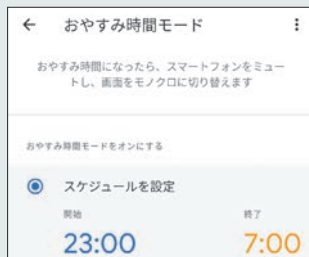 おやすみ時間モード
おやすみ時間になったら、スマートフォンをミュー
トし、画面をモノクロに切り替えます
おやすみ時間モードをオンにする
スケジュールを設定
開始 終了
23:00 7:00